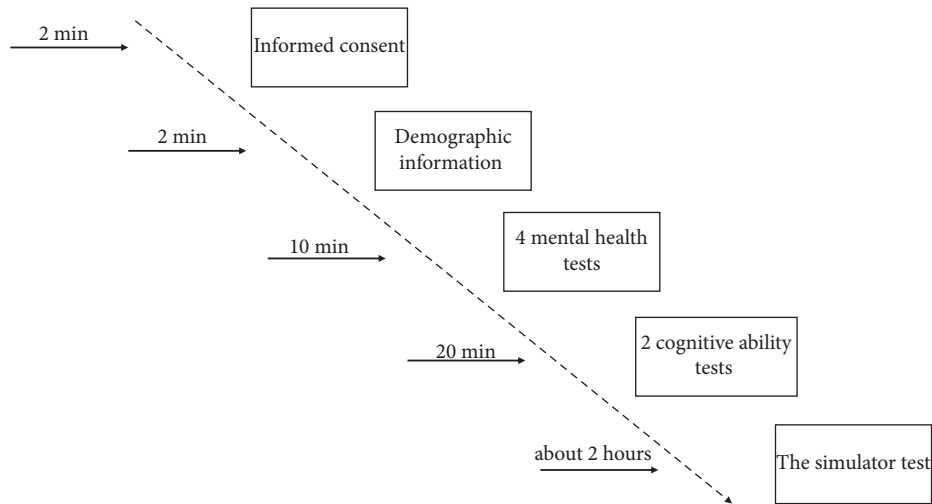 2 min
Informed consent
2 min
Demographic
information
10 min
4 mental health
tests
20 min
2 cognitive ability
tests
about 2 hours
The simulator test